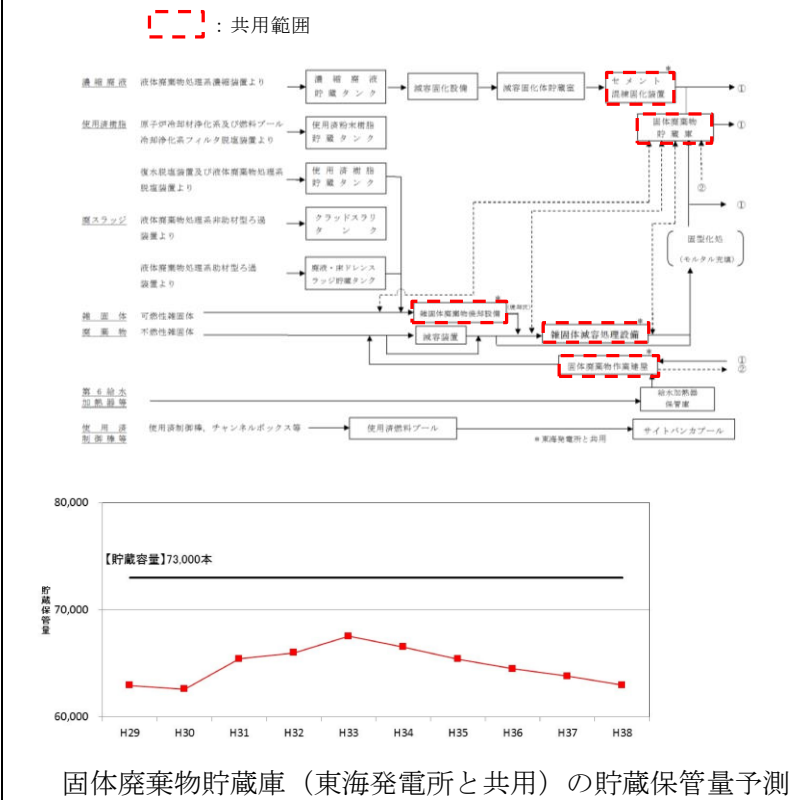 ：共用範囲
濃縮廃液 液体廃棄物処理系濃縮装置より
濃縮廃液
貯蔵タンク
減容固化設備
減容固化体貯蔵室
*
セメント
混練固化装置
①
使用済樹脂 原子炉冷却材浄化系及び燃料プール
冷却浄化系フィルタ脱塩装置より
使用済粉末樹脂
貯蔵タンク
固体廃棄物
貯蔵庫
①
復水脱塩装置及び液体廃棄物処理系
脱塩装置より
使用済樹脂
貯蔵タンク
②
①
廃スラッジ 液体廃棄物処理系非助材型ろ過
装置より
クラッドスラリ
タンク
固型化処
(モルタル充填)
液体廃棄物処理系助材型ろ過
装置より
廃液・床ドレンス
ラッジ貯蔵タンク
雑固体 可燃性雑固体
廃棄物 不燃性雑固体
*
雑固体廃棄物焼却設備
減容装置
*
雑固体減容処理設備
*
固体廃棄物作業建屋
①
②
第6給水
加熱器等
給水加熱器
保管庫
使用済
制御棒等
使用済制御棒，チャンネルボックス等
使用済燃料プール
サイトバンカプール
*東海発電所と共用
80,000
【貯蔵容量】73,000本
貯蔵保管量
70,000
60,000
H29 H30 H31 H32 H33 H34 H35 H36 H37 H38
固体廃棄物貯蔵庫（東海発電所と共用）の貯蔵保管量予測